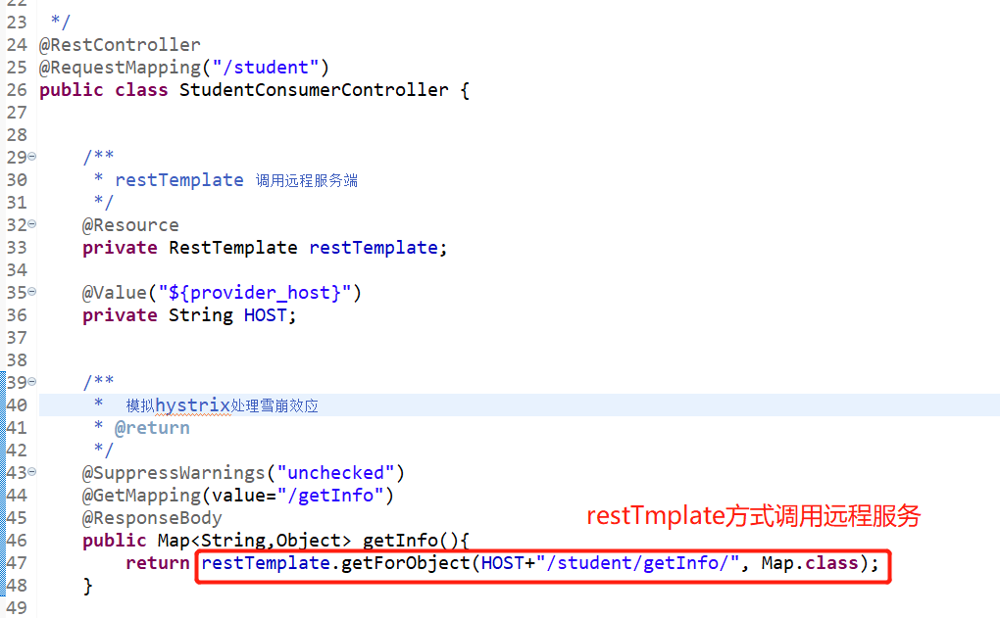 22
23 */
24 @RestController
25 @RequestMapping("/student")
26 public class StudentConsumerController {
27
28
29 /**
30 * restTemplate 调用远程服务端
31 */
32 @Resource
33 private RestTemplate restTemplate;
34
35 @Value("${provider_host}")
36 private String HOST;
37
38
39 /**
40 * 模拟hystrix处理雪崩效应
41 * @return
42 */
43 @SuppressWarnings("unchecked")
44 @GetMapping(value="/getInfo")
45 @ResponseBody
restTmplate方式调用远程服务
46 public Map<String,Object> getInfo(){
47 return restTemplate.getForObject(HOST+"/student/getInfo/", Map.class);
48 }
49